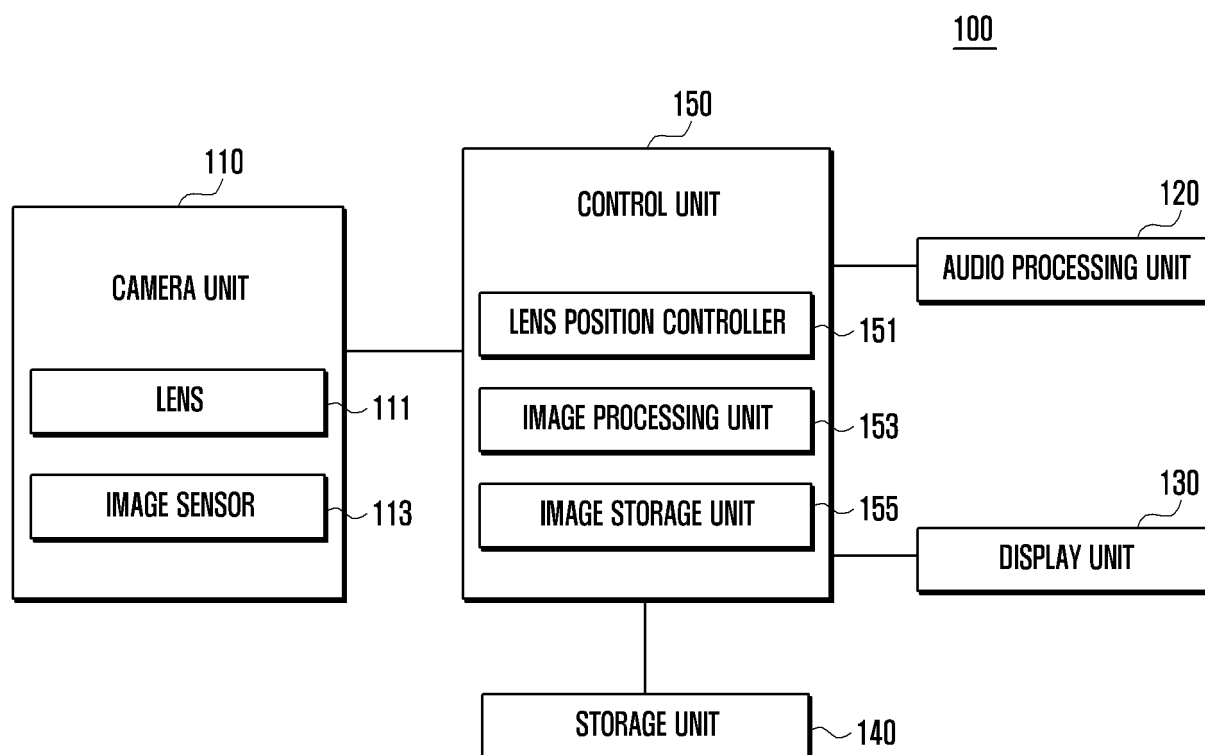 100
150
110
CONTROL UNIT
120
CAMERA UNIT
AUDIO PROCESSING UNIT
LENS POSITION CONTROLLER
151
LENS
111
IMAGE PROCESSING UNIT
153
IMAGE SENSOR
113
IMAGE STORAGE UNIT
155
130
DISPLAY UNIT
STORAGE UNIT
140